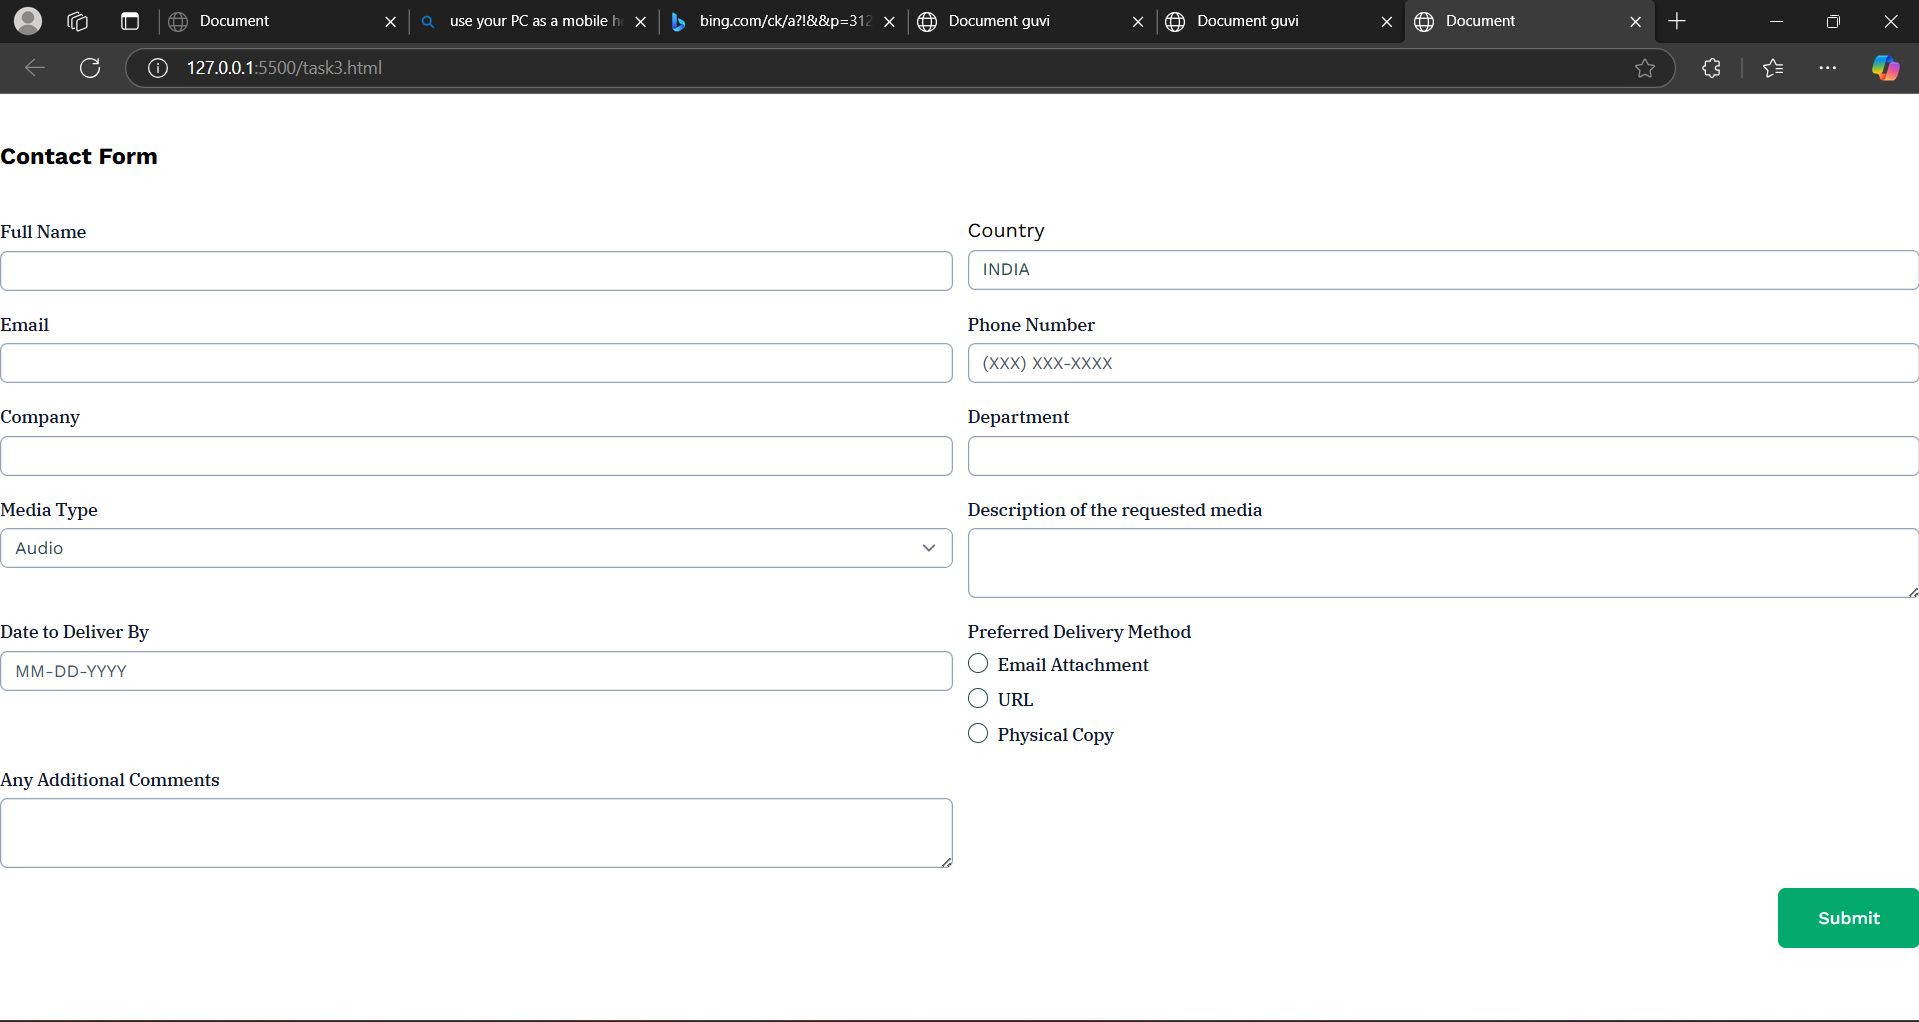 Document
use your PC as a mobile h
bing.com/ck/a?!&&p=312
Document guvi
Document guvi
Document
127.0.0.1:5500/task3.html
Contact Form
Full Name
Country
INDIA
Email
Phone Number
(XXX) XXX-XXXX
Company
Department
Media Type
Description of the requested media
Audio
Date to Deliver By
Preferred Delivery Method
MM-DD-YYYY
Email Attachment
URL
Physical Copy
Any Additional Comments
Submit